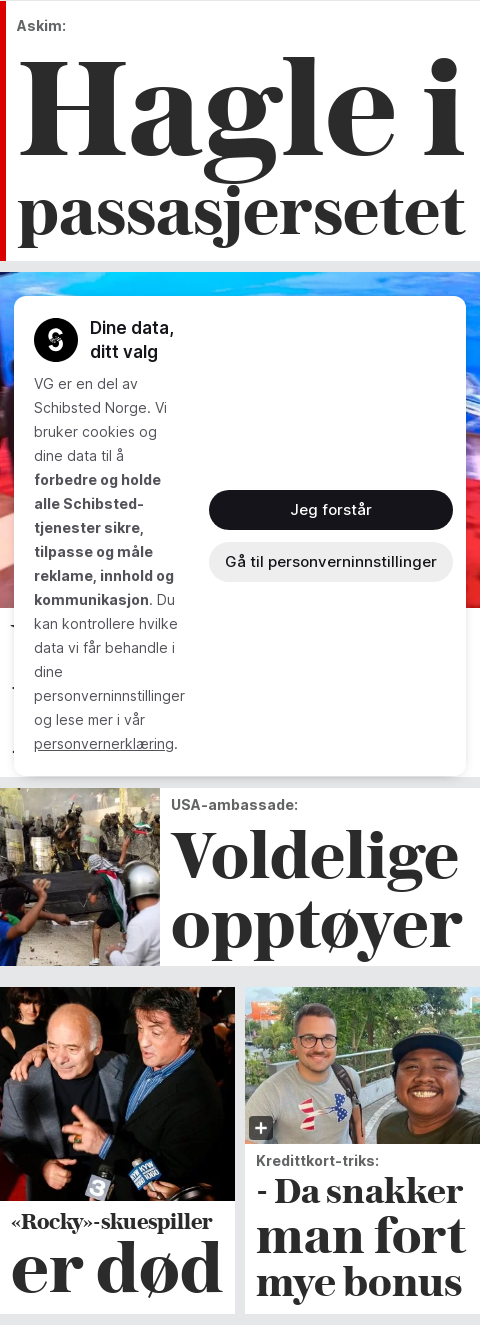 Askim:
Hagle i
passasjersetet
Dine data,
ditt valg
VG er en del av
Schibsted Norge. Vi
bruker cookies og
dine data til å
forbedre og holde
alle Schibsted-
tjenester sikre,
tilpasse og måle
reklame, innhold og
kommunikasjon. Du
kan kontrollere hvilke
data vi får behandle i
dine
personverninnstillinger
og lese mer i vår
personvernerklæring.
Jeg forstår
Gå til personverninnstillinger
USA-ambassade:
Voldelige
opptøyer
«Rocky»-skuespiller
er død
Kredittkort-triks:
- Da snakker
man fort
mye bonus